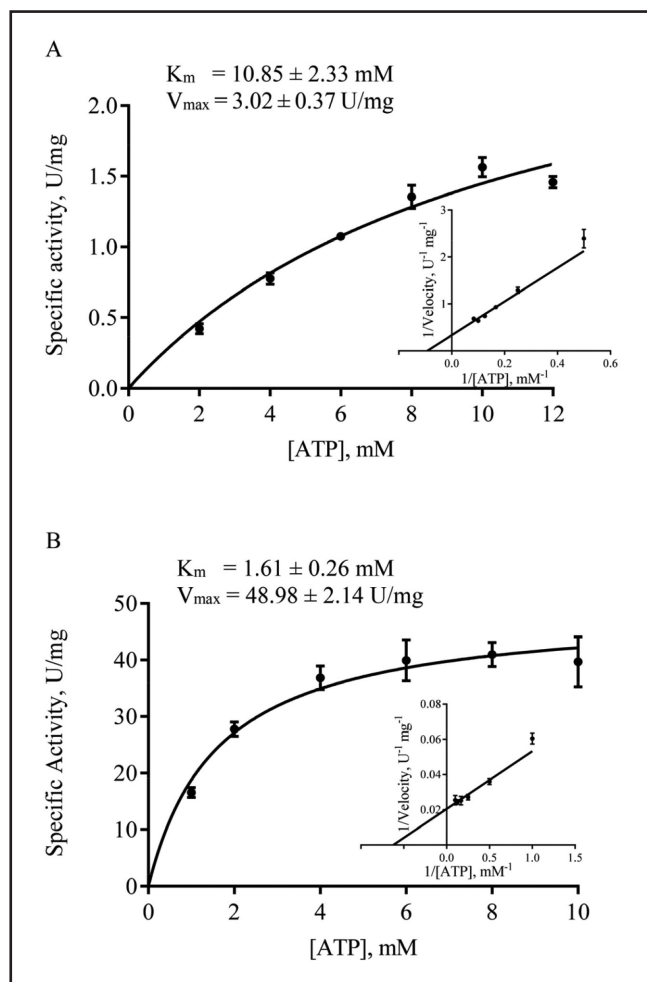 A
Km = 10.85 ± 2.33 mM
Vmax = 3.02 ± 0.37 U/mg
Specific activity, U/mg
2.0
1.5
1.0
0.5
0.0
0 2 4 6 8 10 12
[ATP], mM
1/Velocity, U-1 mg-1
3
2
1
0.0 0.2 0.4 0.6
1/[ATP], mM-1
B
Km = 1.61 ± 0.26 mM
Vmax = 48.98 ± 2.14 U/mg
Specific Activity, U/mg
50
40
30
20
10
0
0 2 4 6 8 10
[ATP], mM
1/Velocity, U-1 mg-1
0.08
0.06
0.04
0.02
0.0 0.5 1.0 1.5
1/[ATP], mM-1